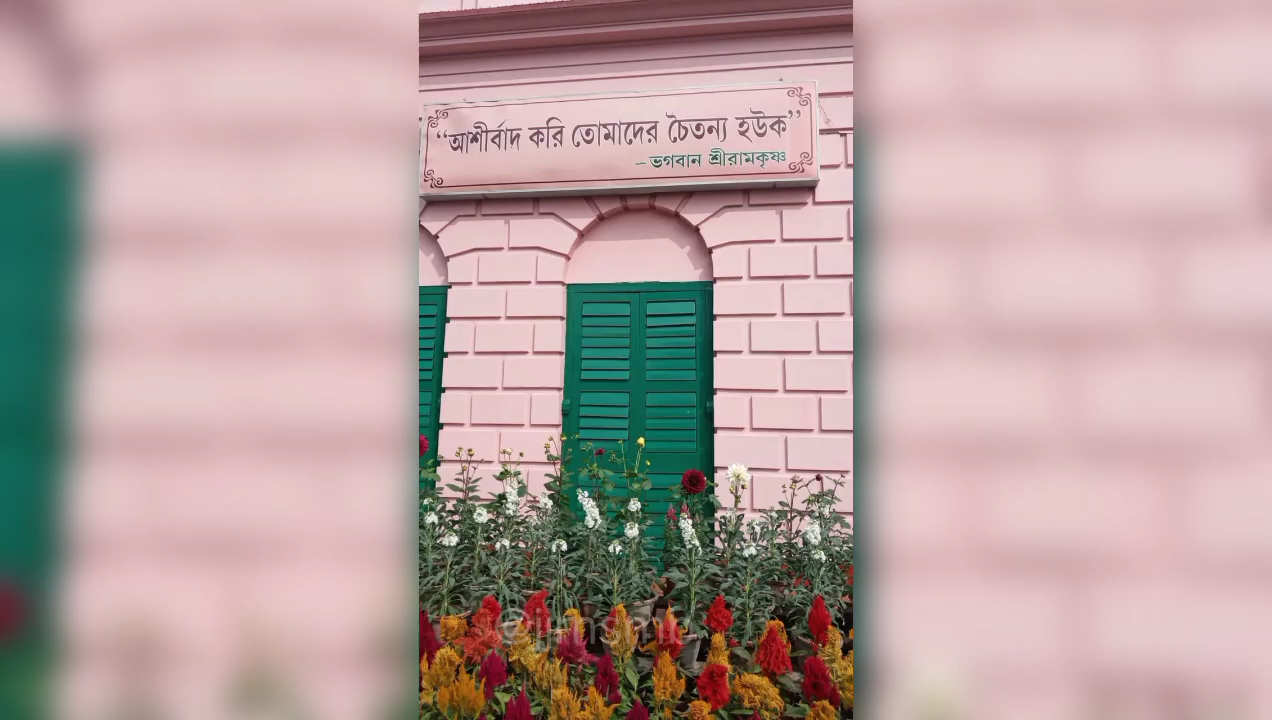 “আশীর্বাদ করি তোমাদের চৈতন্য হউক”
– ভগবান শ্রীরামকৃষ্ণ